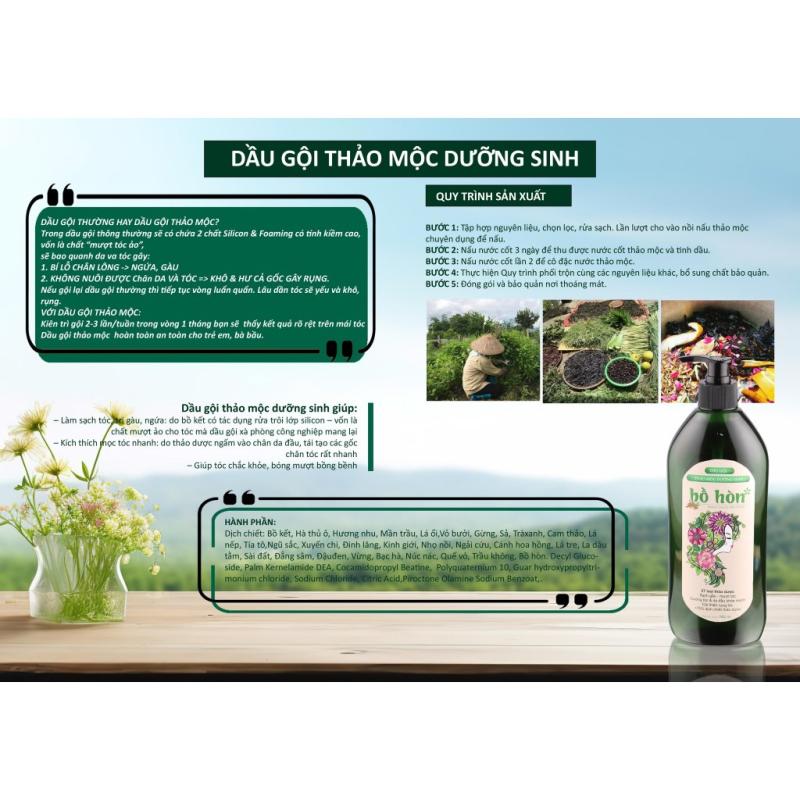 DẦU GỘI THẢO MỘC DƯỠNG SINH
DẦU GỘI THƯỜNG HAY DẦU GỘI THẢO MỘC?
Trong dầu gội thông thường sẽ có chứa 2 chất Silicon & Foaming có tính kiềm cao,
vốn là chất “mượt tóc ảo”,
sẽ bao quanh da va tóc gây:
1. BÍ LỖ CHÂN LÔNG -> NGỨA, GÀU
2. KHÔNG NUÔI ĐƯỢC Chân DA VÀ TÓC => KHÔ & HƯ CẢ GỐC GÂY RỤNG.
Nếu gội lại dầu gội thường thì tiếp tục vòng luẩn quẩn. Lâu dần tóc sẽ yếu và khô,
rụng.
VỚI DẦU GỘI THẢO MỘC:
Kiên trì gội 2-3 lần/tuần trong vòng 1 tháng bạn sẽ thấy kết quả rõ rệt trên mái tóc
Dầu gội thảo mộc hoàn toàn an toàn cho trẻ em, bà bầu.
QUY TRÌNH SẢN XUẤT
BƯỚC 1: Tập hợp nguyên liệu, chọn lọc, rửa sạch. Lần lượt cho vào nồi nấu thảo mộc
chuyên dụng để nấu.
BƯỚC 2: Nấu nước cốt 3 ngày để thu được nước cốt thảo mộc và tinh dầu.
BƯỚC 3: Nấu nước cốt lần 2 để cô đặc nước thảo mộc.
BƯỚC 4: Thực hiện Quy trình phối trộn cùng các nguyên liệu khác, bổ sung chất bảo quản.
BƯỚC 5: Đóng gói và bảo quản nơi thoáng mát.
Dầu gội thảo mộc dưỡng sinh giúp:
– Làm sạch tóc, trị gàu, ngứa: do bồ kết có tác dụng rửa trôi lớp silicon – vốn là
chất mượt ảo cho tóc mà dầu gội xà phòng công nghiệp mang lại
– Kích thích mọc tóc nhanh: do thảo dược ngấm vào chân da đầu, tái tạo các gốc
chân tóc rất nhanh
– Giúp tóc chắc khỏe, bóng mượt bồng bềnh
HÀNH PHẦN:
Dịch chiết: Bồ kết, Hà thủ ô, Hương nhu, Mần trầu, Lá ổi,Vỏ bưởi, Gừng, Sả, Tràxanh, Cam thảo, Lá
nếp, Tía tô,Ngũ sắc, Xuyến chi, Đinh lăng, Kinh giới, Nhọ nồi, Ngải cứu, Cánh hoa hồng, Lá tre, La dâu
tằm, Sài đất, Đẳng sâm, Đậuđen, Vừng, Bạc hà, Núc nác, Quế vỏ, Trầu không, Bồ hòn. Decyl Gluco-
side, Palm Kernelamide DEA, Cocamidopropyl Beatine, Polyquaternium 10, Guar hydroxypropyltri-
monium chloride, Sodium Chloride, Citric Acid,Piroctone Olamine Sodium Benzoat,.
DẦU GỘI
THẢO MỘC DƯỠNG SINH
bồ hòn